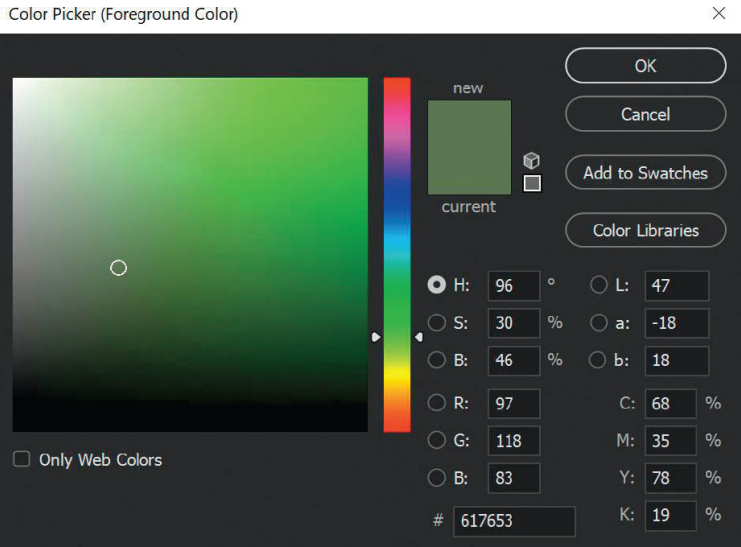 Color Picker (Foreground Color)
new
current
OK
Cancel
Add to Swatches
Color Libraries
H: 96 °
S: 30 %
B: 46 %
R: 97
G: 118
B: 83
# 617653
L: 47
a: -18
b: 18
C: 68 %
M: 35 %
Y: 78 %
K: 19 %
Only Web Colors